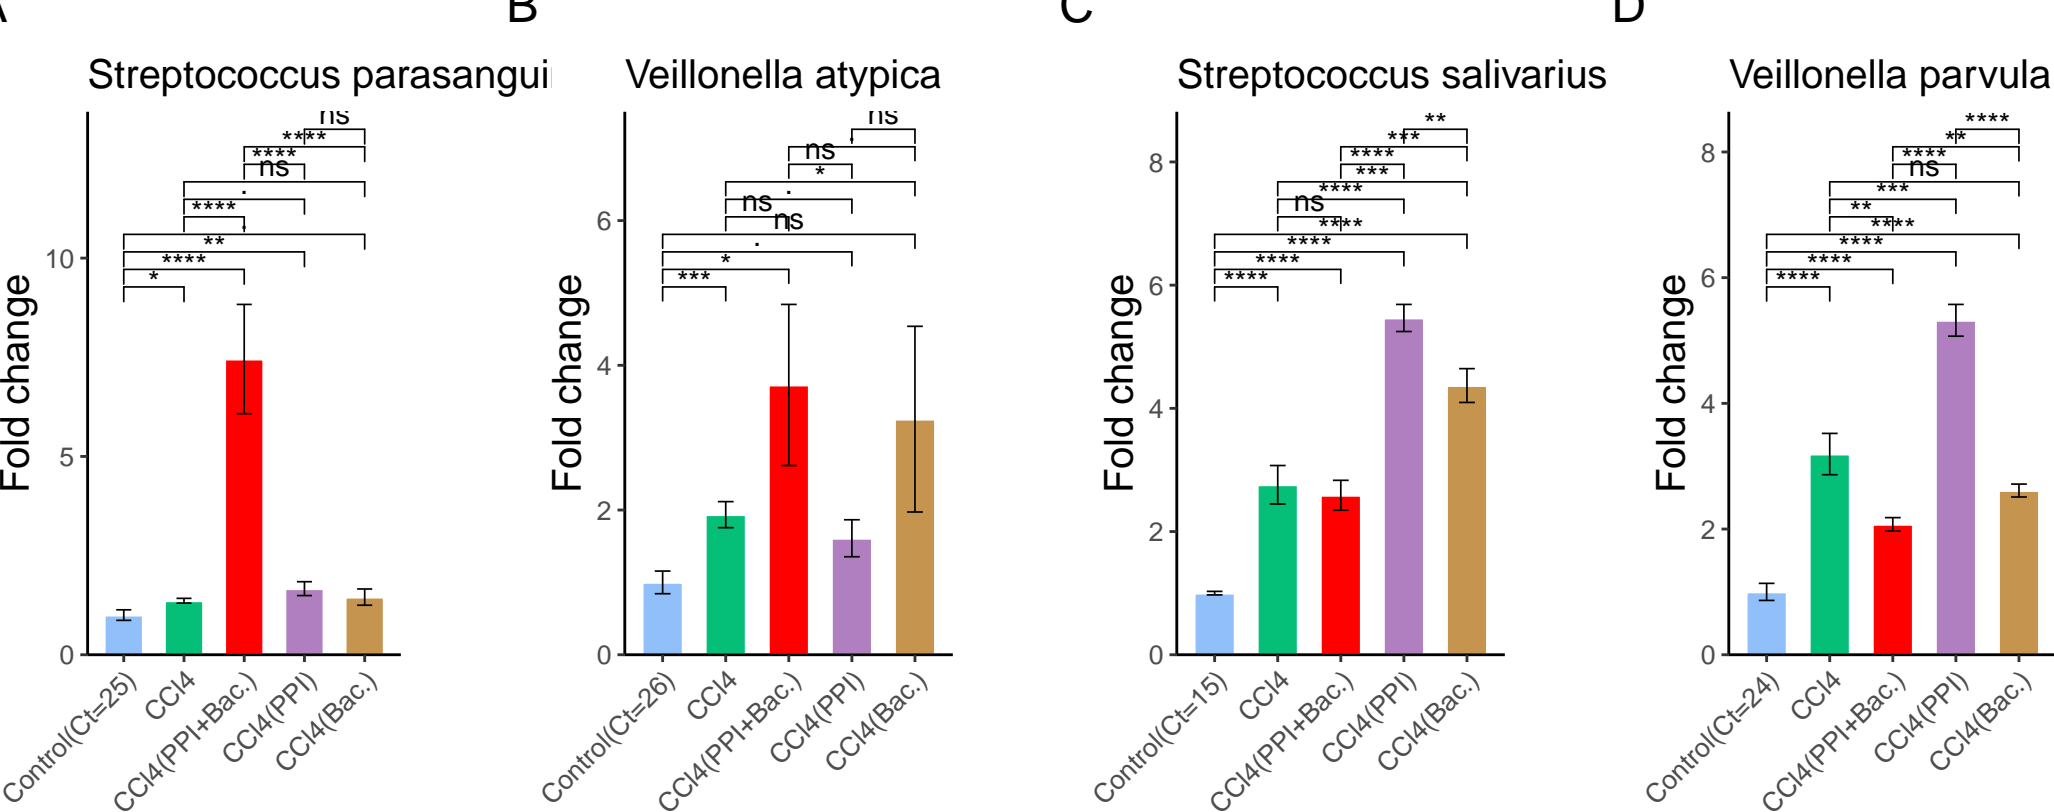 A
B
C
D
Streptococcus parasangui
Veillonella atypica
Streptococcus salivarius
Veillonella parvula
Fold change
10
5
0
ns
****
****
ns
.
****
.
**
****
*
Control(Ct=25)
CCl4
CCl4(PPI+Bac.)
CCl4(PPI)
CCl4(Bac.)
Fold change
6
4
2
0
ns
.
ns
*
.
ns
ns
.
*
***
Control(Ct=26)
CCl4
CCl4(PPI+Bac.)
CCl4(PPI)
CCl4(Bac.)
Fold change
8
6
4
2
0
**
***
****
***
****
ns
****
****
****
****
Control(Ct=15)
CCl4
CCl4(PPI+Bac.)
CCl4(PPI)
CCl4(Bac.)
Fold change
8
6
4
2
0
****
**
****
ns
***
**
****
****
****
****
Control(Ct=24)
CCl4
CCl4(PPI+Bac.)
CCl4(PPI)
CCl4(Bac.)